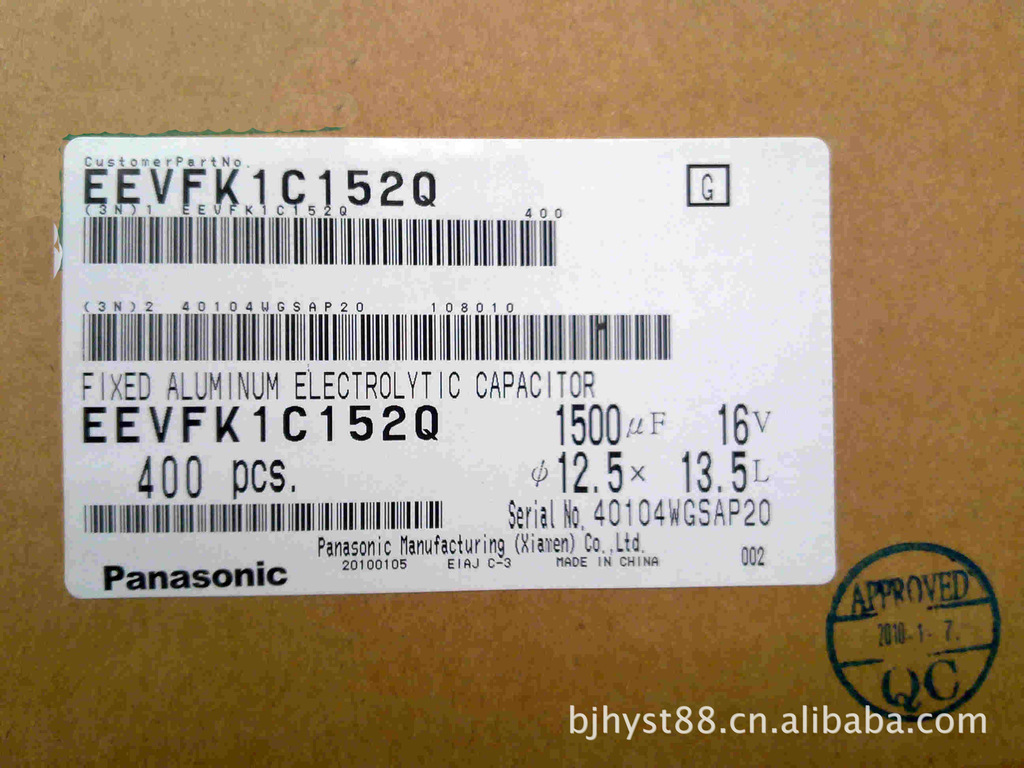 CustomerPartNo.
EEVFK1C152Q
G
(3N)1 EEVFK1C152Q 400
(3N)2 40104WGSAP20 108010
FIXED ALUMINUM ELECTROLYTIC CAPACITOR
EEVFK1C152Q 1500μF 16V
400 pcs. φ12.5× 13.5L
Serial No. 40104WGSAP20
Panasonic Manufacturing (Xiamen) Co.,Ltd.
20100105 EIAJ C-3 MADE IN CHINA 002
Panasonic
APPROVED
2010-1-7.
QC
bjhyst88.cn.alibaba.com